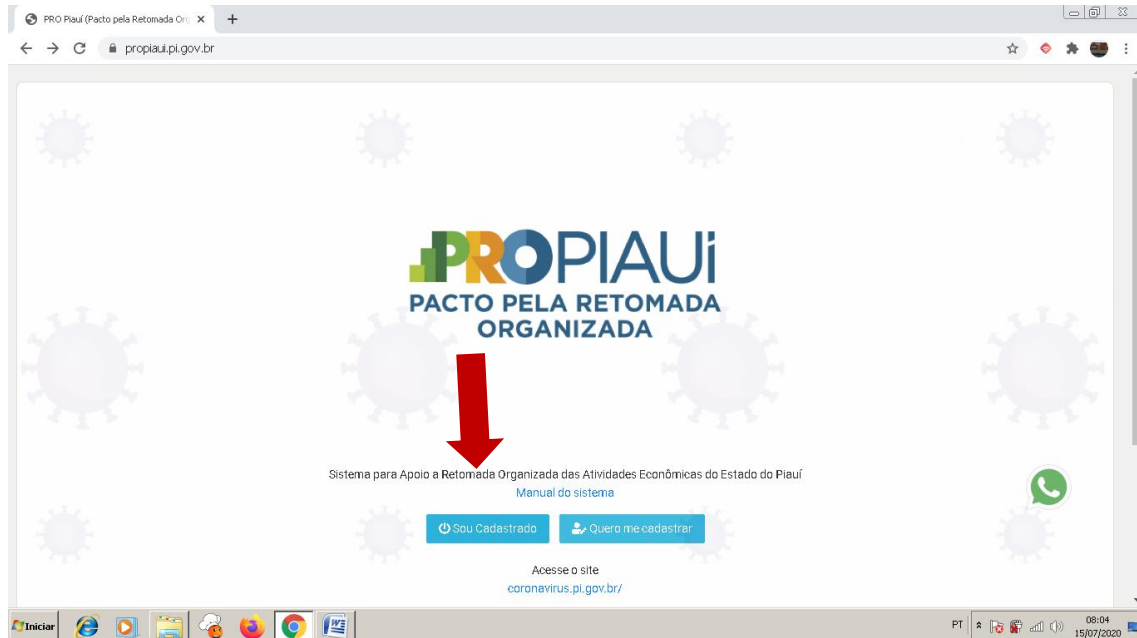 PRO Piauí (Pacto pela Retomada Org
propiaui.pi.gov.br
PROPIAUí
PACTO PELA RETOMADA
ORGANIZADA
Sistema para Apoio a Retomada Organizada das Atividades Econômicas do Estado do Piauí
Manual do sistema
Sou Cadastrado
Quero me cadastrar
Acesse o site
coronavirus.pi.gov.br/
Iniciar
PT
08:04
15/07/2020